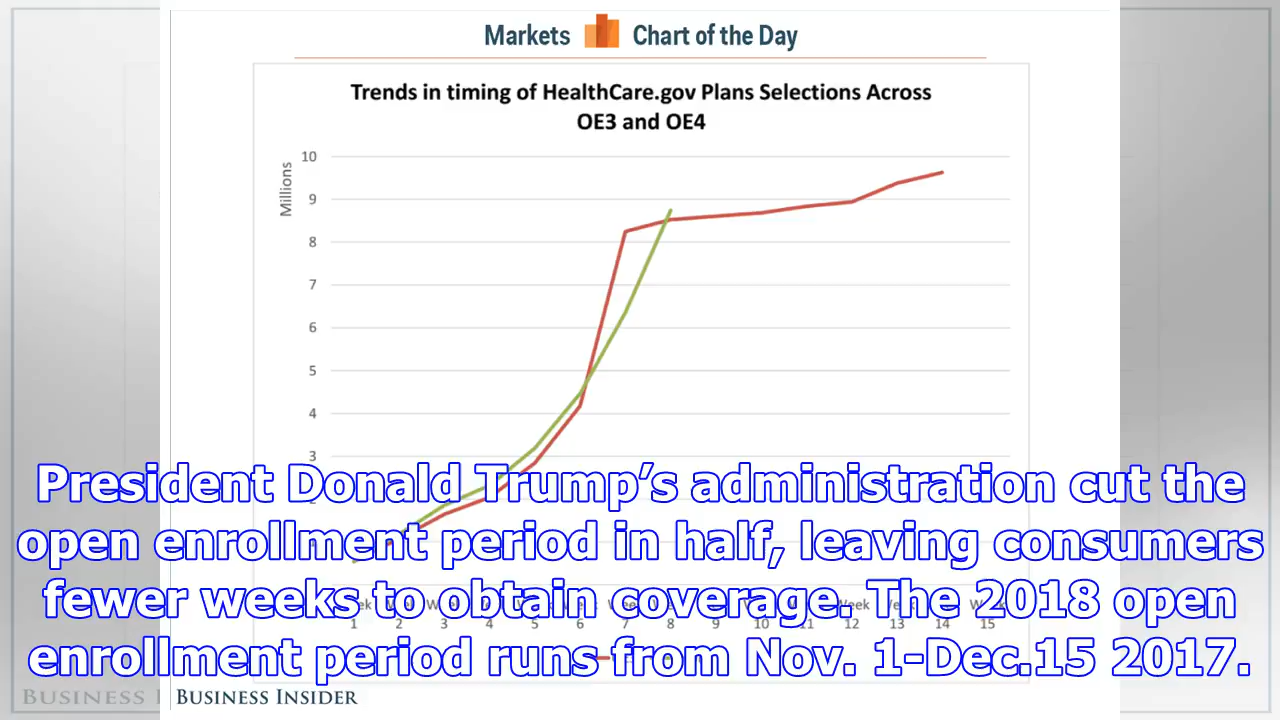 Markets Chart of the Day
Trends in timing of HealthCare.gov Plans Selections Across
OE3 and OE4
Millions
10
9
8
7
6
5
4
3
President Donald Trump’s administration cut the
open enrollment period in half, leaving consumers
fewer weeks to obtain coverage. The 2018 open
enrollment period runs from Nov. 1-Dec.15 2017.
Week
1 2 3 4 5 6 7 8 9 10 11 12 13 14 15
BUSINESS
BUSINESS INSIDER